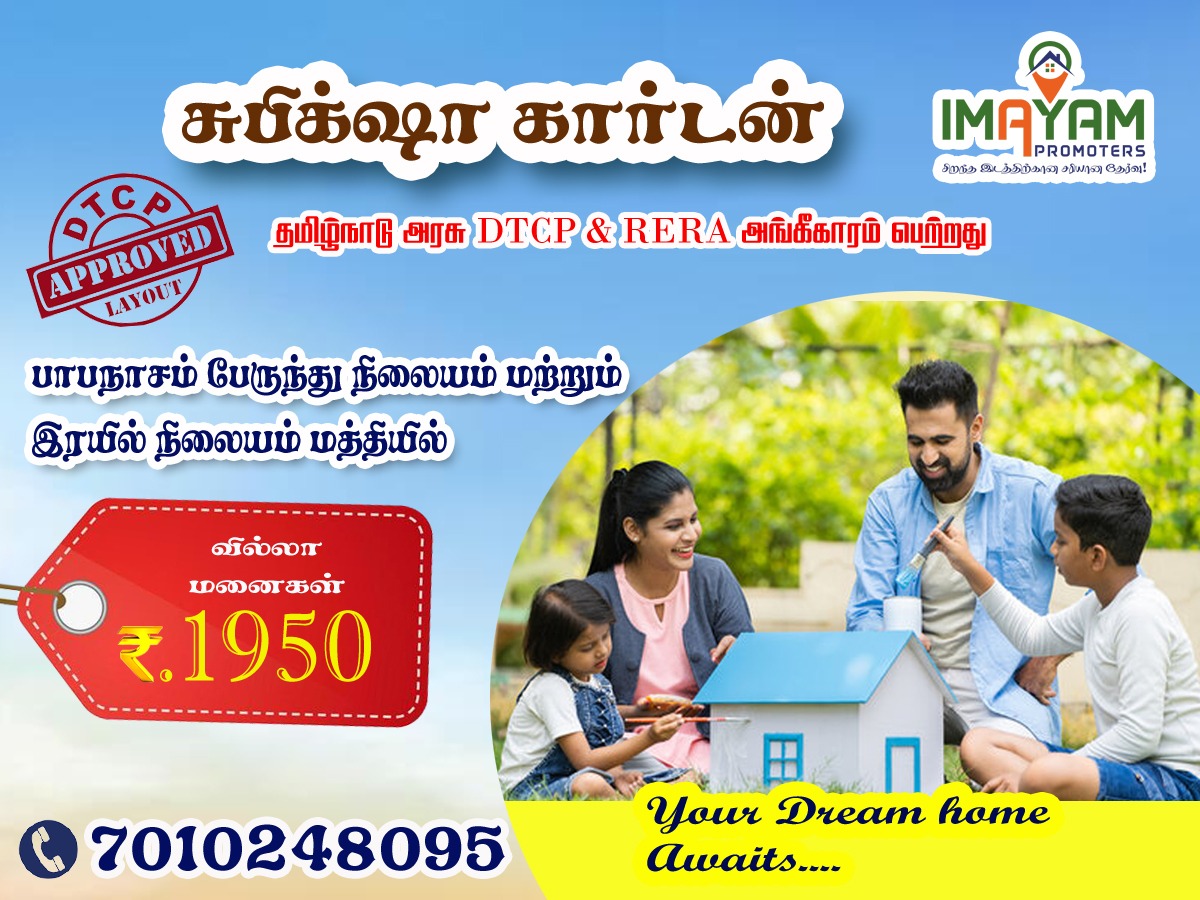 சுபிக்ஷா கார்டன்
IMAYAM
PROMOTERS
சிறந்த இடத்திற்கான சரியான தேர்வு!
DTCP
APPROVED
LAYOUT
தமிழ்நாடு அரசு DTCP & RERA அங்கீகாரம் பெற்றது
பாபநாசம் பேருந்து நிலையம் மற்றும்
இரயில் நிலையம் மத்தியில்
வில்லா
மனைகள்
₹.1950
7010248095
Your Dream home
Awaits....